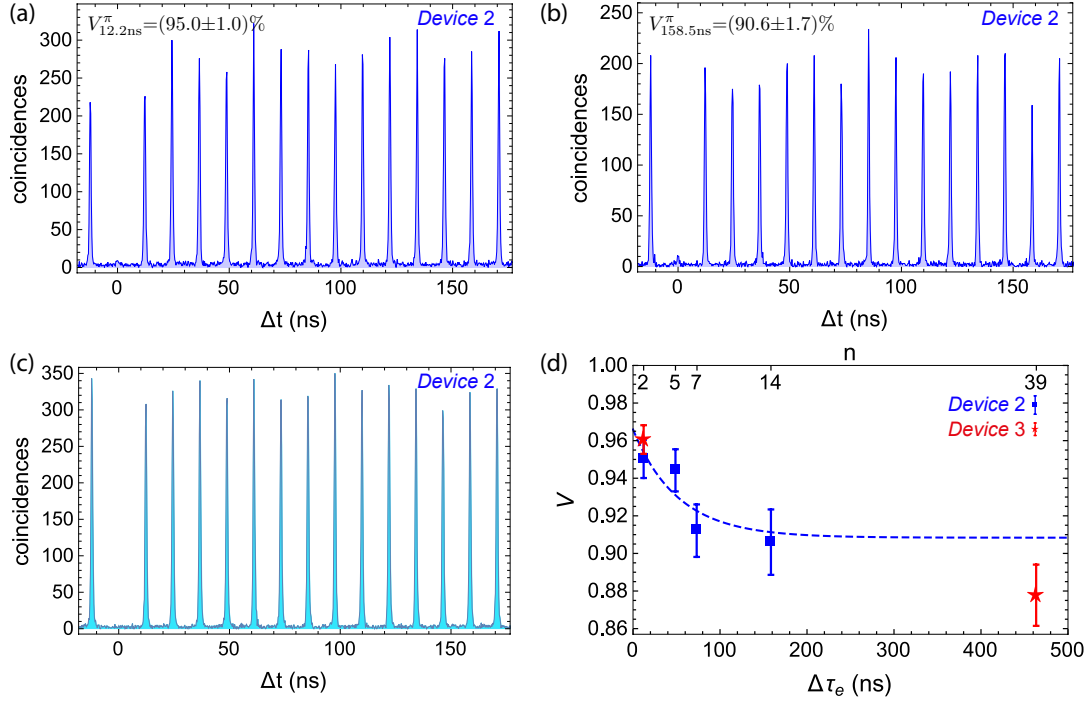 (a)
V^π_12.2ns=(95.0±1.0)%
Device 2
coincidences
300
250
200
150
100
50
0
0 50 100 150
Δt (ns)
(b)
V^π_158.5ns=(90.6±1.7)%
Device 2
coincidences
250
200
150
100
50
0
0 50 100 150
Δt (ns)
(c)
Device 2
coincidences
350
300
250
200
150
100
50
0
0 50 100 150
Δt (ns)
(d)
n
2 5 7 14 39
Device 2
Device 3
V
1.00
0.98
0.96
0.94
0.92
0.90
0.88
0.86
0 100 200 300 400 500
Δτ_e (ns)